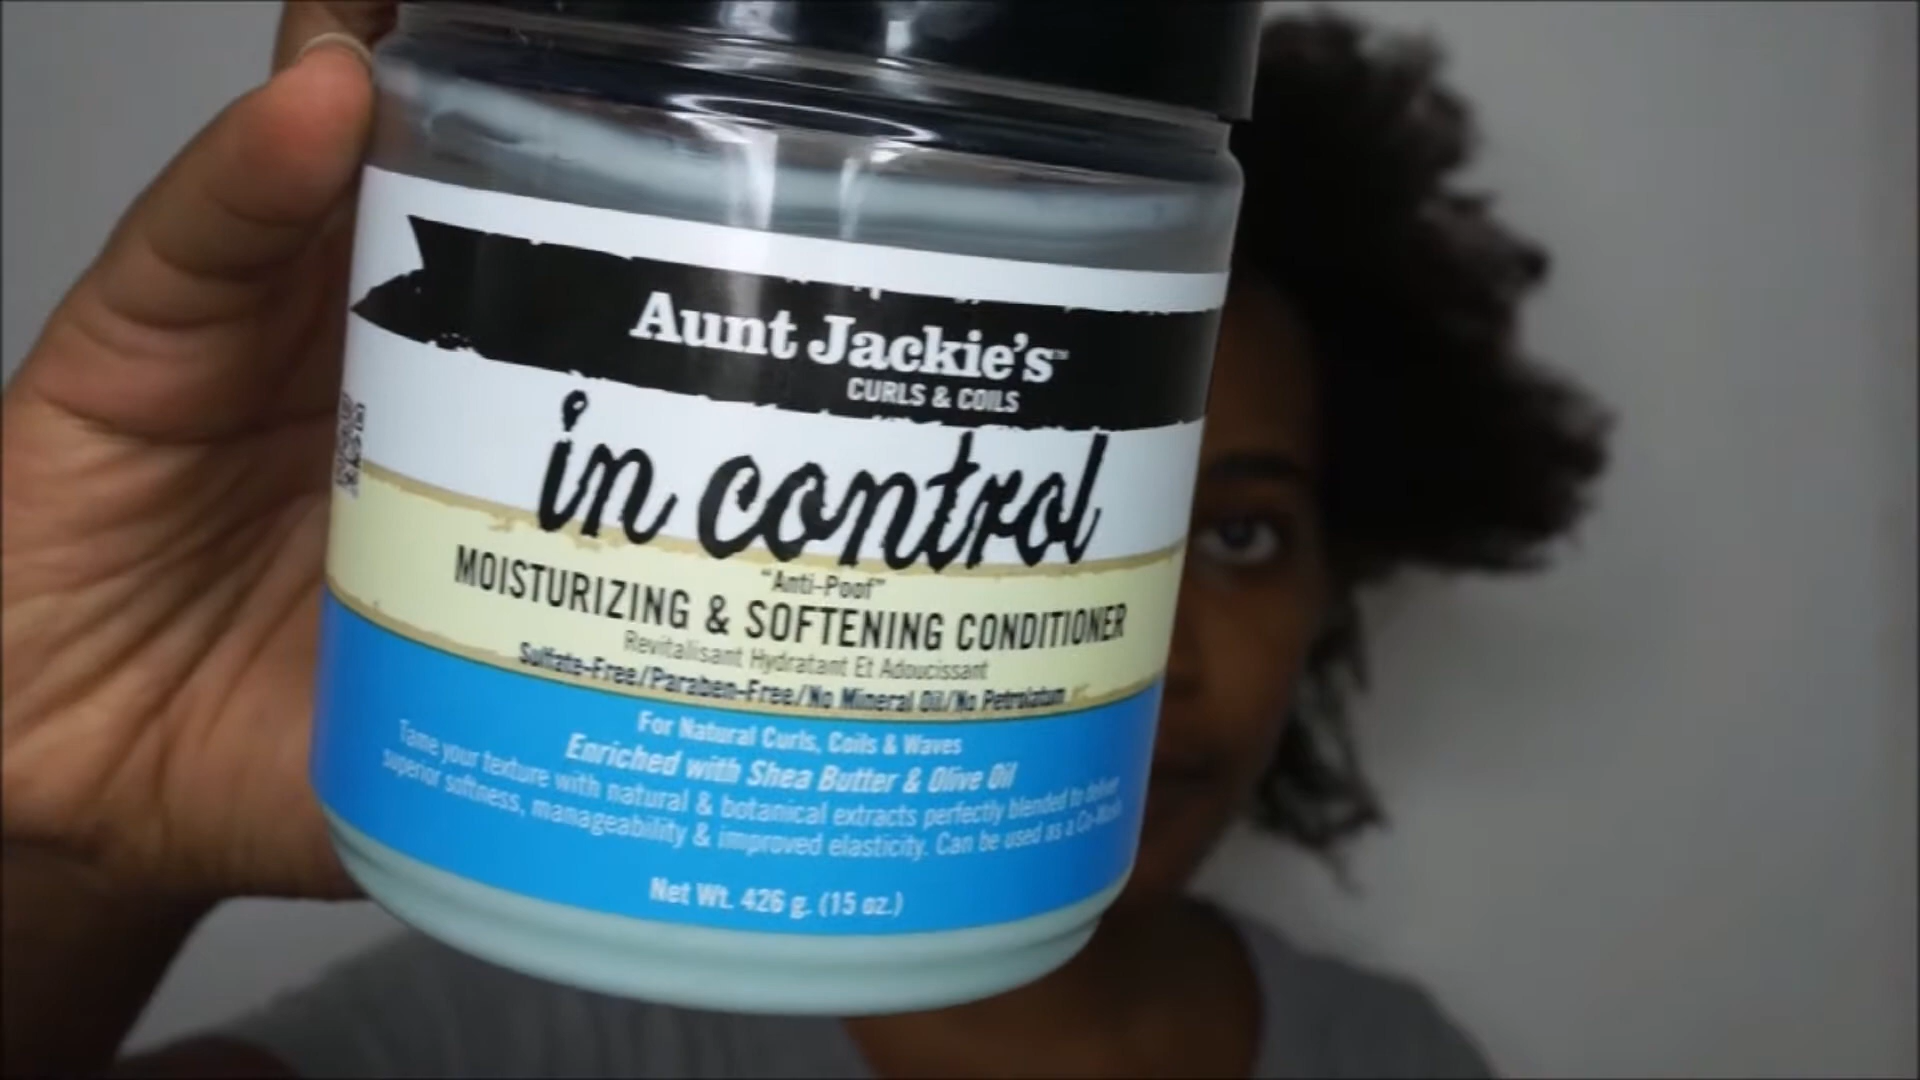 Aunt Jackie's™
CURLS & COILS
in control
"Anti-Poof"
MOISTURIZING & SOFTENING CONDITIONER
Revitalisant Hydratant Et Adoucissant
Sulfate-Free/Paraben-Free/No Mineral Oil/No Petrolatum
For Natural Curls, Coils & Waves
Enriched with Shea Butter & Olive Oil
Tame your texture with natural & botanical extracts perfectly blended to deliver
superior softness, manageability & improved elasticity. Can be used as a Co-Wash
Net Wt. 426 g. (15 oz.)